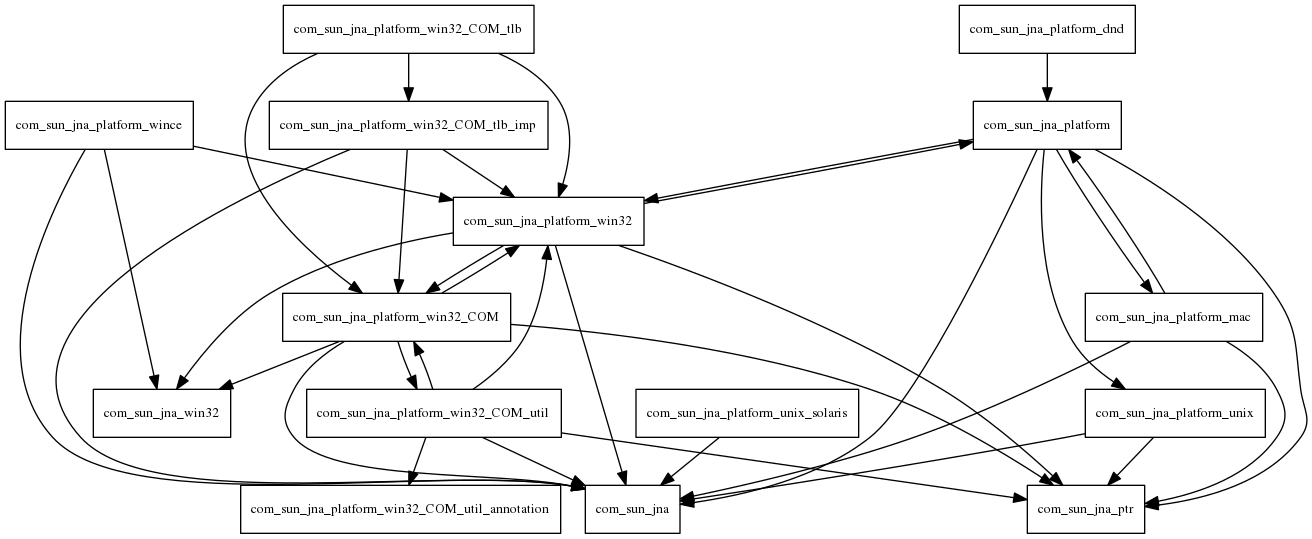 com_sun_jna_platform_win32_COM_tlb
com_sun_jna_platform_dnd
com_sun_jna_platform_wince
com_sun_jna_platform_win32_COM_tlb_imp
com_sun_jna_platform
com_sun_jna_platform_win32
com_sun_jna_platform_win32_COM
com_sun_jna_platform_mac
com_sun_jna_win32
com_sun_jna_platform_win32_COM_util
com_sun_jna_platform_unix_solaris
com_sun_jna_platform_unix
com_sun_jna_platform_win32_COM_util_annotation
com_sun_jna
com_sun_jna_ptr